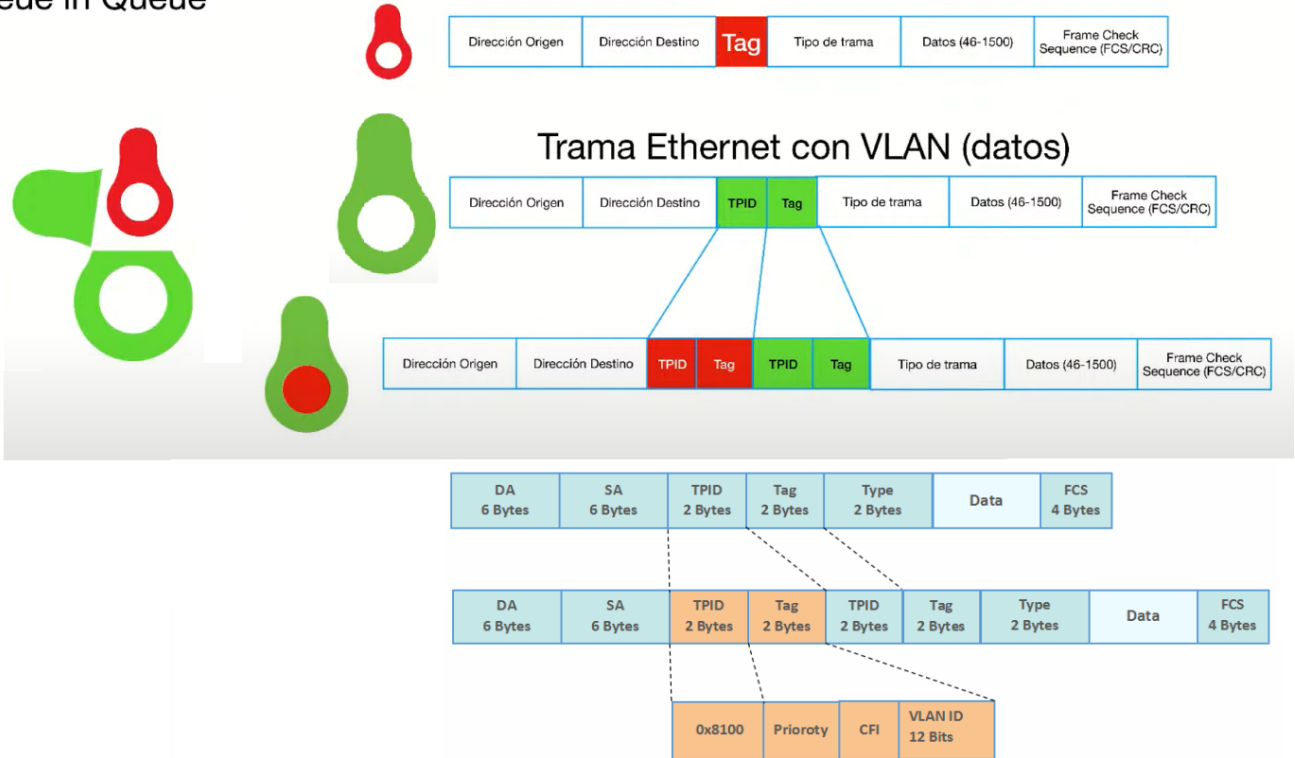 in Queue
Dirección Origen
Dirección Destino
Tag
Tipo de trama
Datos (46-1500)
Frame Check
Sequence (FCS/CRC)
Trama Ethernet con VLAN (datos)
Dirección Origen
Dirección Destino
TPID
Tag
Tipo de trama
Datos (46-1500)
Frame Check
Sequence (FCS/CRC)
Dirección Origen
Dirección Destino
TPID
Tag
TPID
Tag
Tipo de trama
Datos (46-1500)
Frame Check
Sequence (FCS/CRC)
DA
6 Bytes
SA
6 Bytes
TPID
2 Bytes
Tag
2 Bytes
Type
2 Bytes
Data
FCS
4 Bytes
DA
6 Bytes
SA
6 Bytes
TPID
2 Bytes
Tag
2 Bytes
TPID
2 Bytes
Tag
2 Bytes
Type
2 Bytes
Data
FCS
4 Bytes
0x8100
Prioroty
CFI
VLAN ID
12 Bits